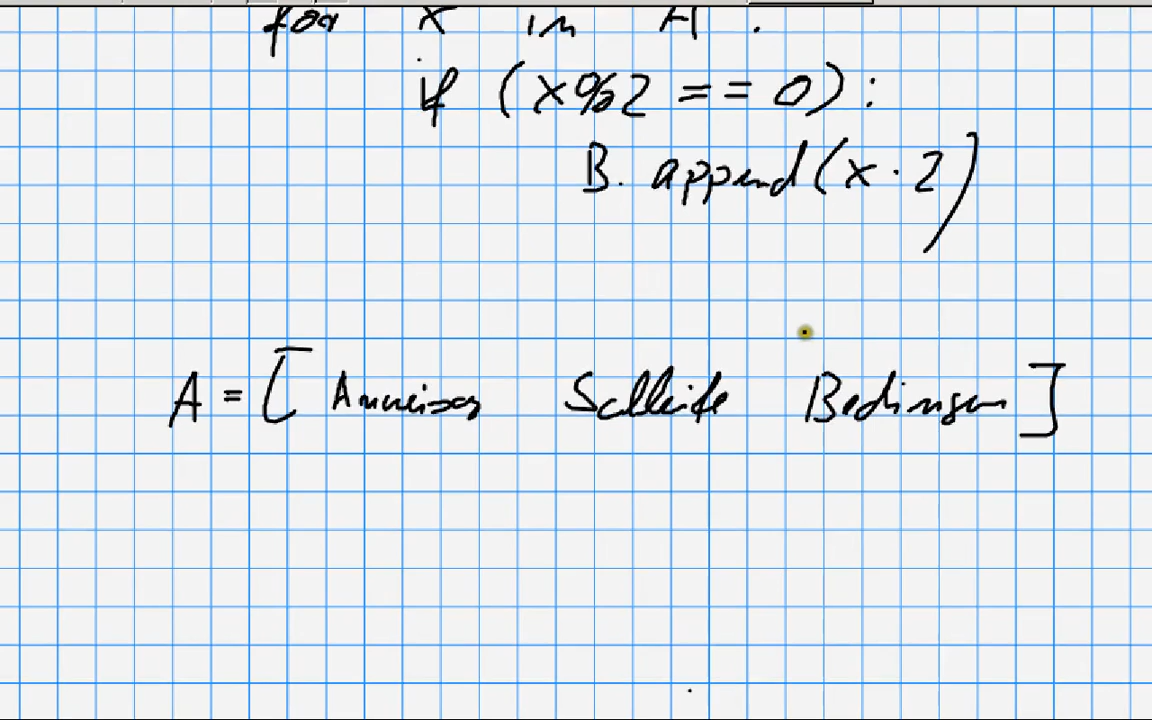 for x in A :
if (x%2 == 0) :
B. append(x · 2)
A = [ Anweisung Schleife Bedingung ]